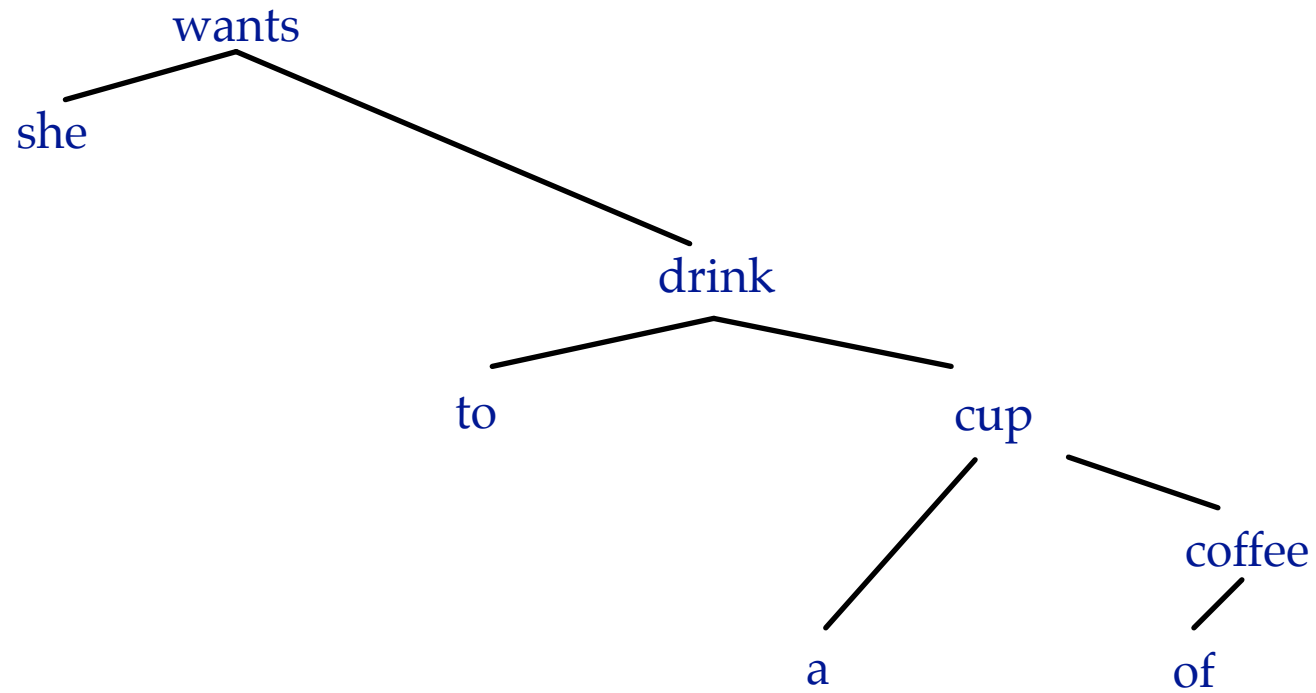 wants
she
drink
to
cup
coffee
a
of